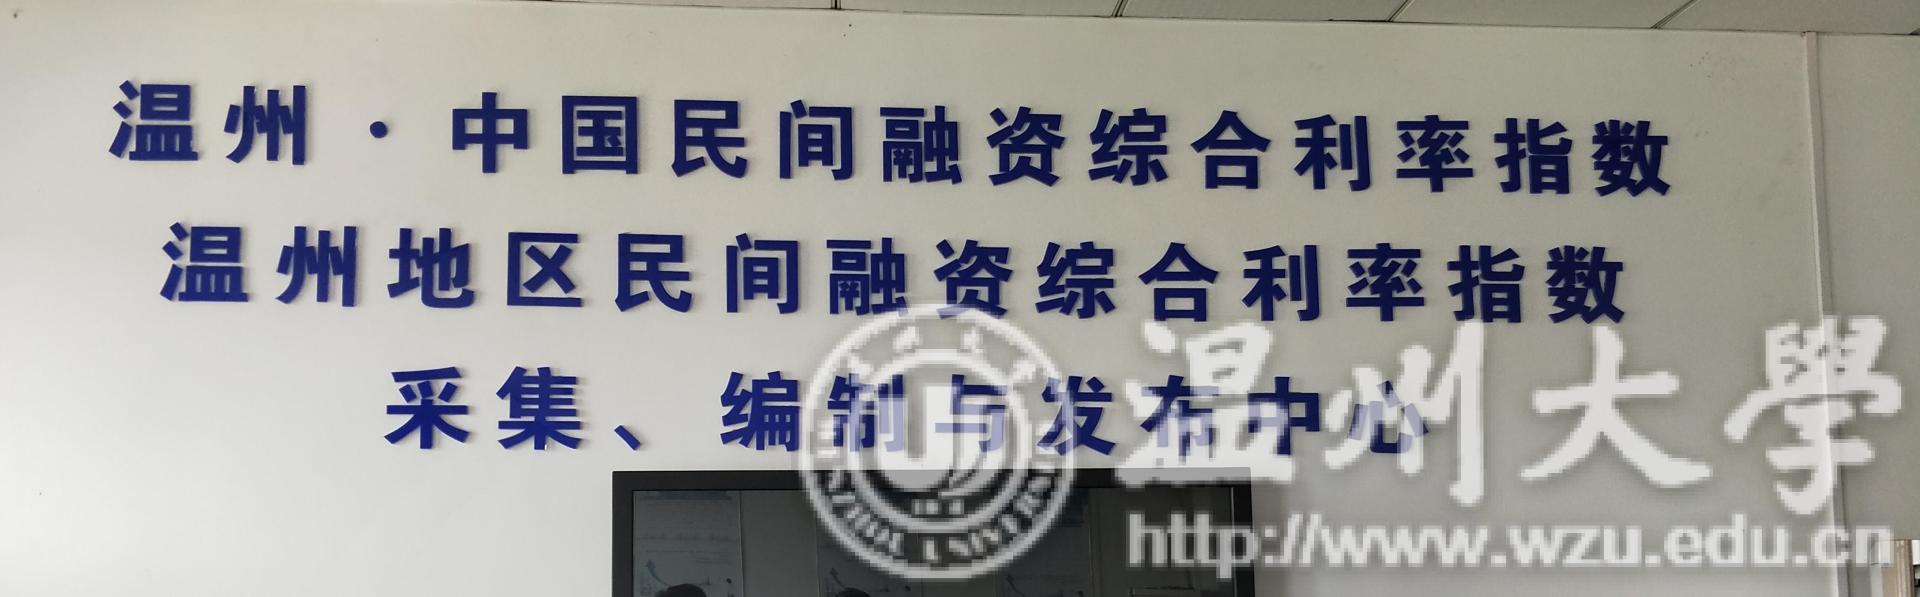 温州·中国民间融资综合利率指数
温州地区民间融资综合利率指数
采集、编制与发布中心
温州大學
http://www.wzu.edu.cn